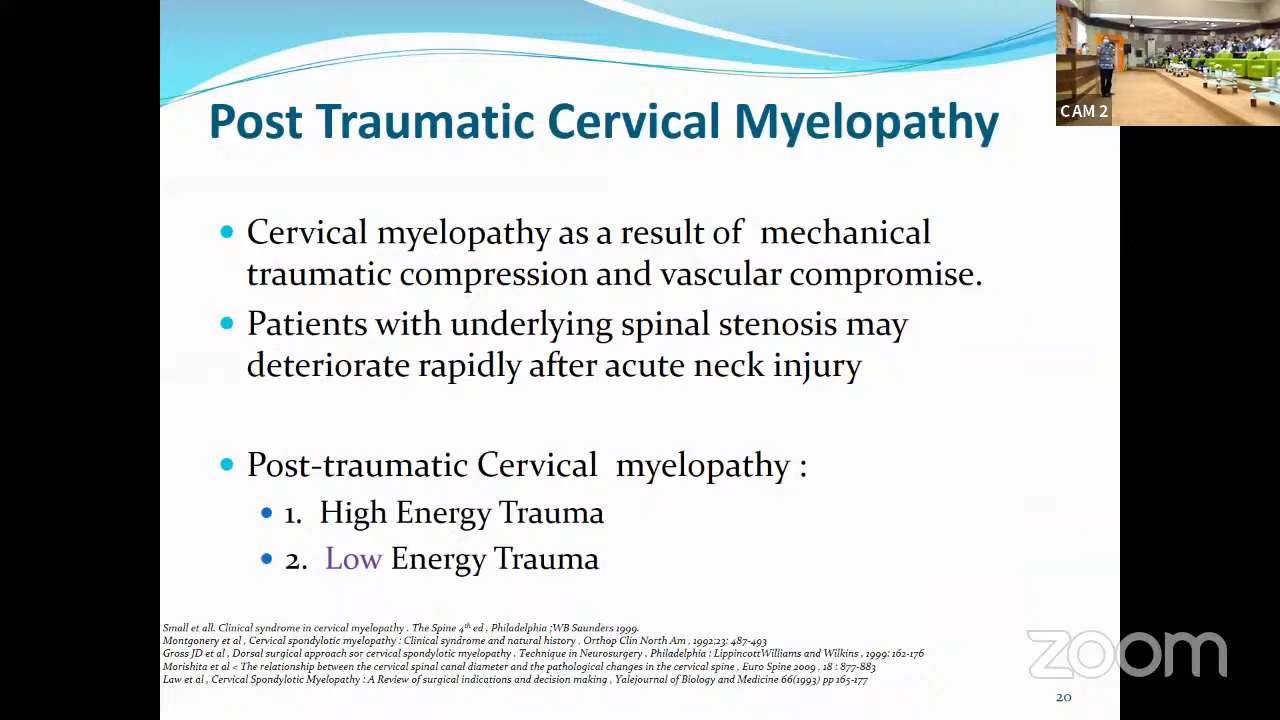 CAM 2
Post Traumatic Cervical Myelopathy
Cervical myelopathy as a result of mechanical
traumatic compression and vascular compromise.
Patients with underlying spinal stenosis may
deteriorate rapidly after acute neck injury
Post-traumatic Cervical myelopathy :
1. High Energy Trauma
2. Low Energy Trauma
Small et all. Clinical syndrome in cervical myelopathy . The Spine 4th ed , Philadelphia ;WB Saunders 1999.
Montgonery et al , Cervical spondylotic myelopathy : Clinical syndrome and natural history , Orthop Clin North Am , 1992;23: 487-493
Gross JD et al , Dorsal surgical approach sor cervical spondylotic myelopathy . Technique in Neurosurgery . Philadelphia : Lippincott Williams and Wilkins , 1999: 162-176
Morishita et al < The relationship between the cervical spinal canal diameter and the pathological changes in the cervical spine , Euro Spine 2009 , 18 : 877-883
Law et al , Cervical Spondylotic Myelopathy : A Review of surgical indications and decision making , Yalejournal of Biology and Medicine 66(1993) pp 165-177
zoom
20